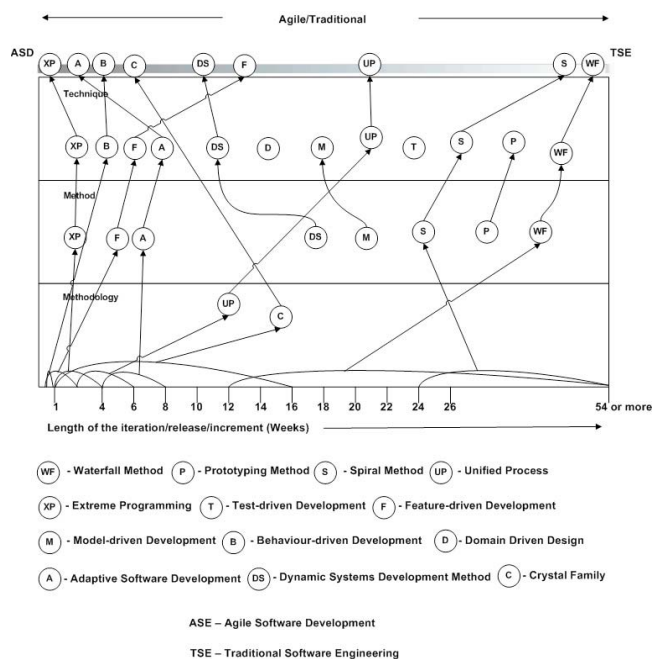 Agile/Traditional
ASD TSE
XP A B C DS F UP S WF
Technique
XP B F A DS D M UP T S P WF
Method
XP F A DS M S P WF
Methodology
UP C
1 4 6 8 10 12 14 16 18 20 22 24 26 54 or more
Length of the iteration/release/increment (Weeks)
WF - Waterfall Method P - Prototyping Method S - Spiral Method UP - Unified Process
XP - Extreme Programming T - Test-driven Development F - Feature-driven Development
M - Model-driven Development B - Behaviour-driven Development D - Domain Driven Design
A - Adaptive Software Development DS - Dynamic Systems Development Method C - Crystal Family
ASE – Agile Software Development
TSE – Traditional Software Engineering